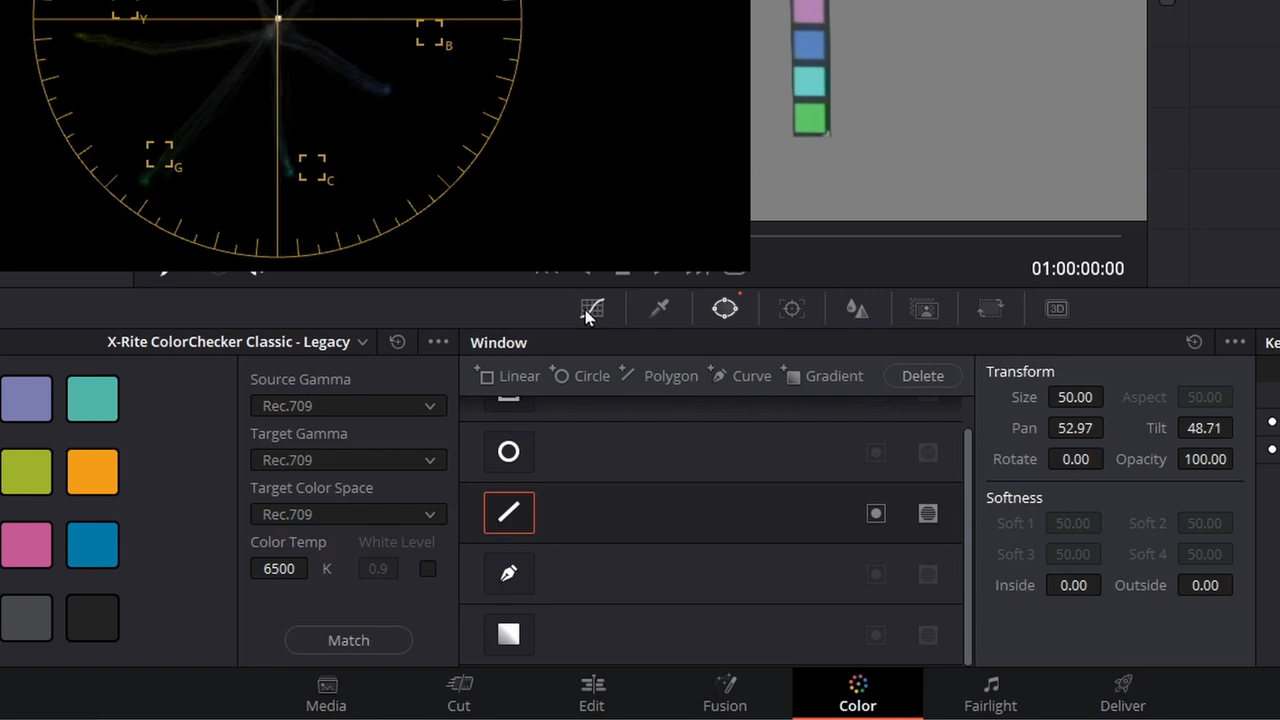 Y
B
G
C
01:00:00:00
3D
X-Rite ColorChecker Classic - Legacy
Window
Ke
Source Gamma
Linear Circle Polygon Curve Gradient Delete
Transform
Rec.709
Size 50.00 Aspect 50.00
Target Gamma
Pan 52.97 Tilt 48.71
Rec.709
Rotate 0.00 Opacity 100.00
Target Color Space
Softness
Rec.709
Soft 1 50.00 Soft 2 50.00
Color Temp White Level
Soft 3 50.00 Soft 4 50.00
6500 K 0.9
Inside 0.00 Outside 0.00
Match
Media Cut Edit Fusion Color Fairlight Deliver